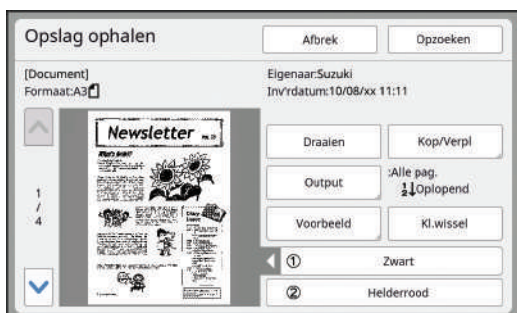 Opslag ophalen
Afbrek
Opzoeken
[Document]
Formaat:A3
Eigenaar:Suzuki
Inv'rdatum:10/08/xx 11:11
Newsletter
Draaien
Kop/Verpl
Output
:Alle pag.
Oplopend
1
/
4
Voorbeeld
Kl.wissel
① Zwart
② Helderrood